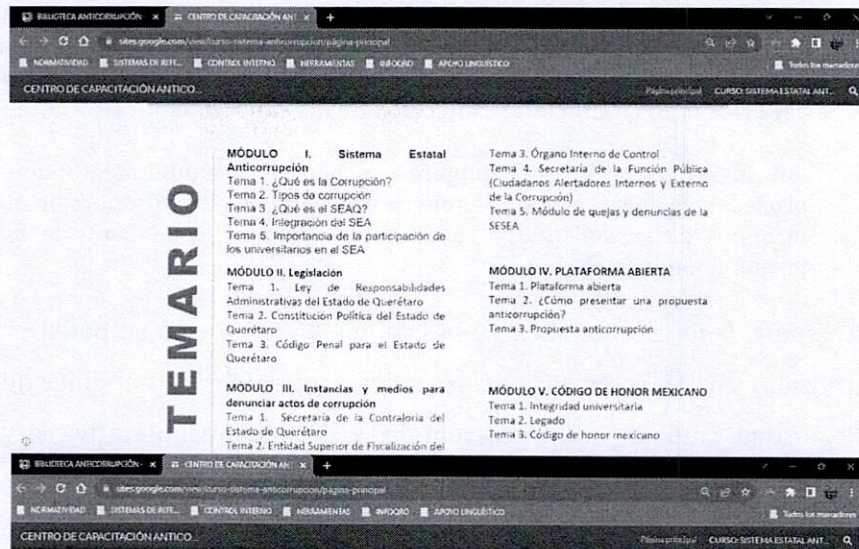 BIBLIOTECA ANTICORRUPCIÓN
CENTRO DE CAPACITACIÓN ANT
sites.google.com/view/curso-sistema-anticorrupcion/página-principal
NORMATIVIDAD SISTEMAS DE REFE... CONTROL INTERNO HERRAMIENTAS INFOQRO APOYO LINGUÍSTICO
Todos los marcadores
CENTRO DE CAPACITACIÓN ANTICO... Página principal CURSO: SISTEMA ESTATAL ANT...
TEMARIO
MÓDULO I. Sistema Estatal
Anticorrupción
Tema 1. ¿Qué es la Corrupción?
Tema 2. Tipos de corrupción
Tema 3 ¿Qué es el SEAQ?
Tema 4. Integración del SEA
Tema 5. Importancia de la participación de
los universitarios en el SEA
MÓDULO II. Legislación
Tema 1. Ley de Responsabilidades
Administrativas del Estado de Querétaro
Tema 2. Constitución Política del Estado de
Querétaro
Tema 3. Código Penal para el Estado de
Querétaro
MÓDULO III. Instancias y medios para
denunciar actos de corrupción
Tema 1. Secretaría de la Contraloría del
Estado de Querétaro
Tema 2. Entidad Superior de Fiscalización del
Tema 3. Órgano Interno de Control
Tema 4. Secretaría de la Función Pública
(Ciudadanos Alertadores Internos y Externo
de la Corrupción)
Tema 5. Módulo de quejas y denuncias de la
SESEA
MÓDULO IV. PLATAFORMA ABIERTA
Tema 1. Plataforma abierta
Tema 2. ¿Cómo presentar una propuesta
anticorrupción?
Tema 3. Propuesta anticorrupción
MÓDULO V. CÓDIGO DE HONOR MEXICANO
Tema 1. Integridad universitaria
Tema 2. Legado
Tema 3. Código de honor mexicano
BIBLIOTECA ANTICORRUPCIÓN
CENTRO DE CAPACITACIÓN ANT
sites.google.com/view/curso-sistema-anticorrupcion/página-principal
NORMATIVIDAD SISTEMAS DE REFE... CONTROL INTERNO HERRAMIENTAS INFOQRO APOYO LINGUÍSTICO
Todos los marcadores
CENTRO DE CAPACITACIÓN ANTICO... Página principal CURSO: SISTEMA ESTATAL ANT...